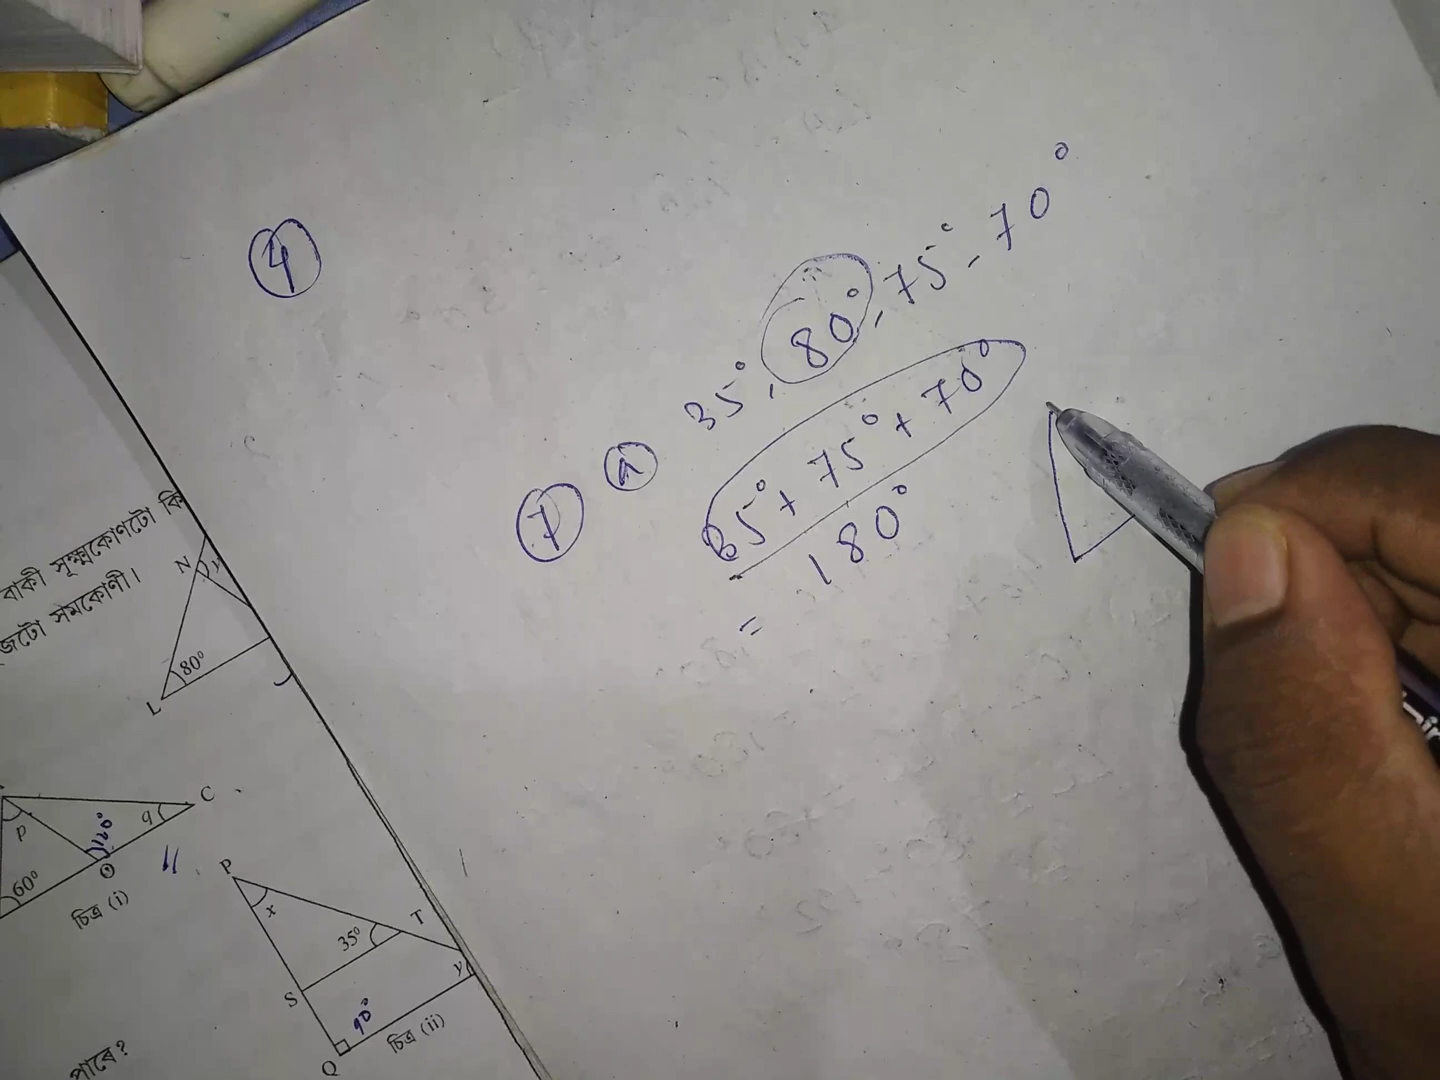 4
7 a 35°, 80°, 75°, 70°
35° + 75° + 70°
= 180°
বাকী সূক্ষ্মকোণটো কি
জটো সমকোণী।
N y
80°
L
C
p q
120°
60° O
চিত্ৰ (i)
P
x
35° T
S y
90°
Q চিত্ৰ (ii)
পাৰে?